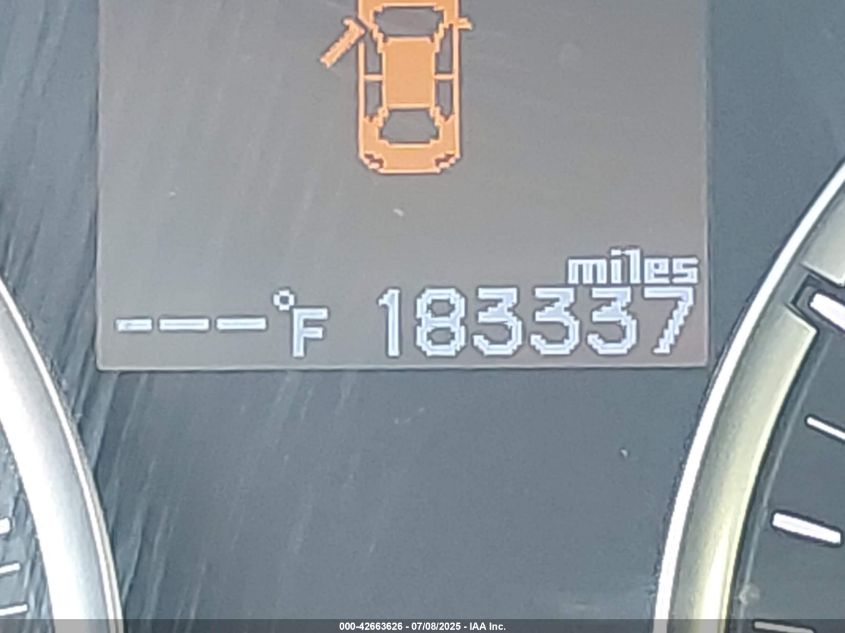 miles
---°F 183337
000-42663626 - 07/08/2025 - IAA Inc.